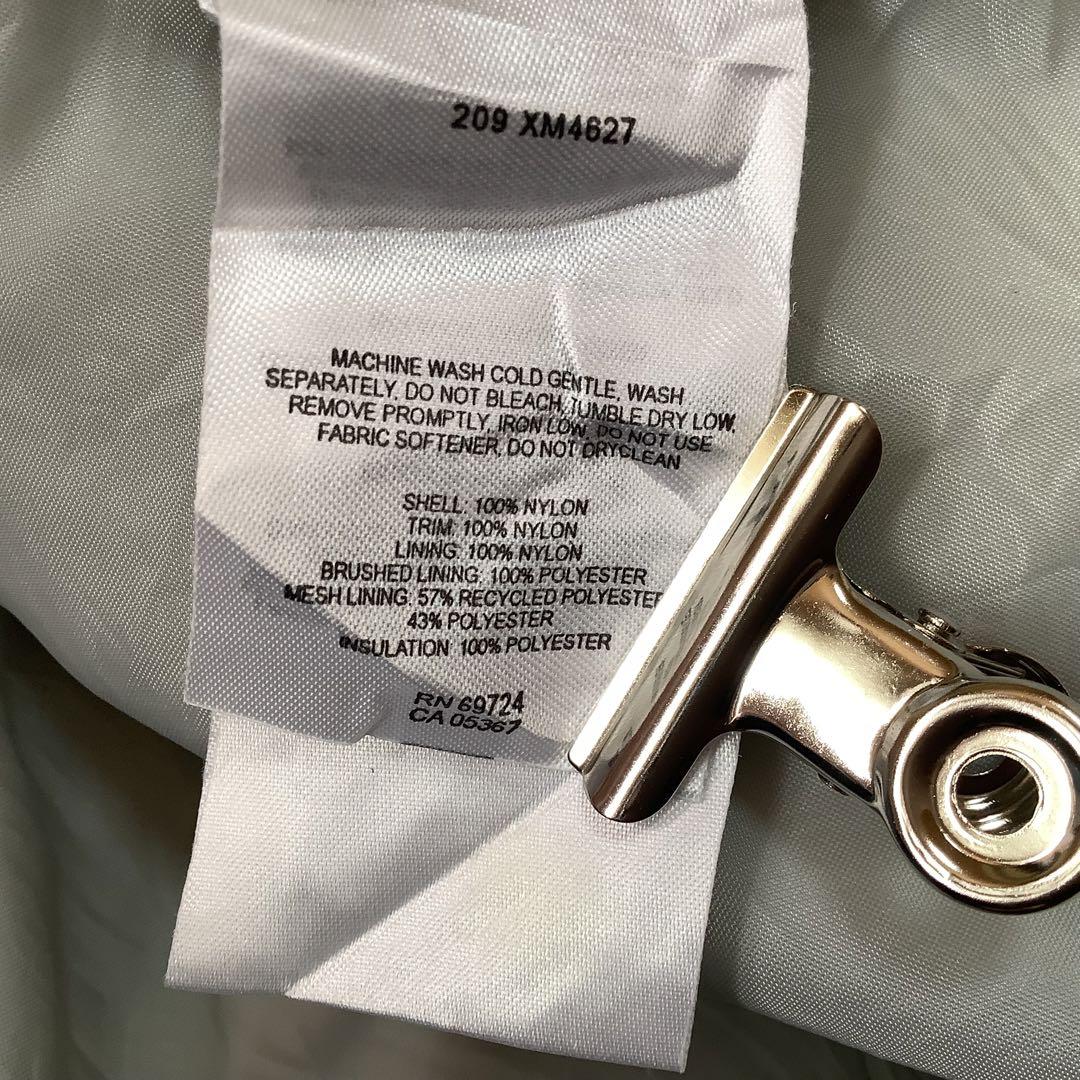 209 XM4627
MACHINE WASH COLD GENTLE, WASH
SEPARATELY, DO NOT BLEACH, TUMBLE DRY LOW,
REMOVE PROMPTLY, IRON LOW, DO NOT USE
FABRIC SOFTENER, DO NOT DRYCLEAN
SHELL: 100% NYLON
TRIM: 100% NYLON
LINING: 100% NYLON
BRUSHED LINING: 100% POLYESTER
MESH LINING: 57% RECYCLED POLYESTER
43% POLYESTER
INSULATION: 100% POLYESTER
RN 69724
CA 05367